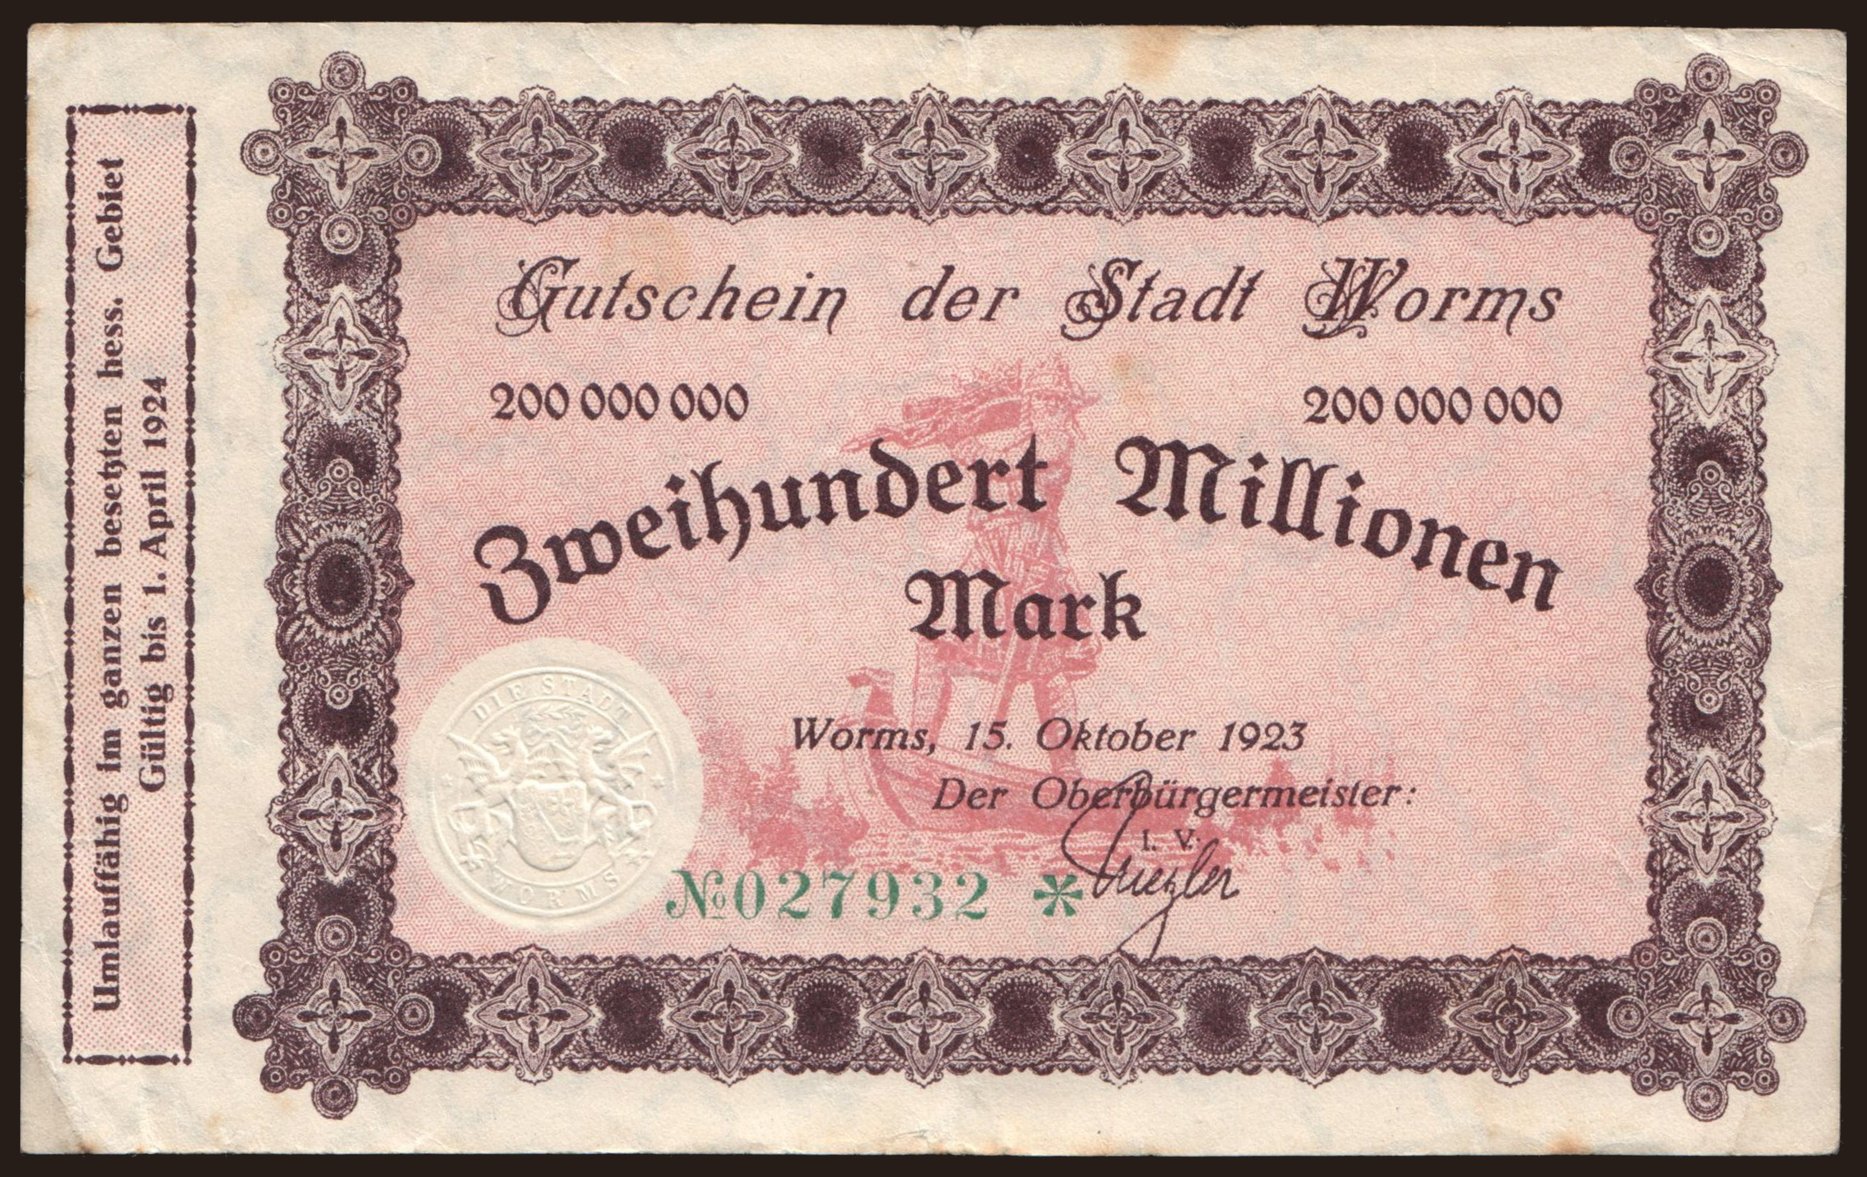 Umlauffähig im ganzen besetzten hess. Gebiet
Gültig bis 1. April 1924
Gutschein der Stadt Worms
200 000 000
200 000 000
Zweihundert Millionen
Mark
DIE STADT
WORMS
Worms, 15. Oktober 1923
Der Oberbürgermeister:
I. V.
№027932 *